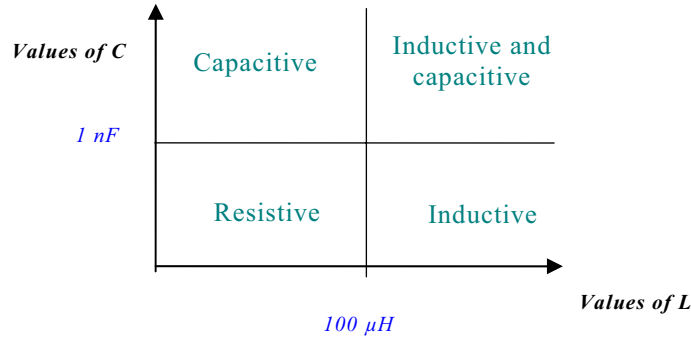 Values of C
Capacitive
Inductive and
capacitive
1 nF
Resistive
Inductive
Values of L
100 µH